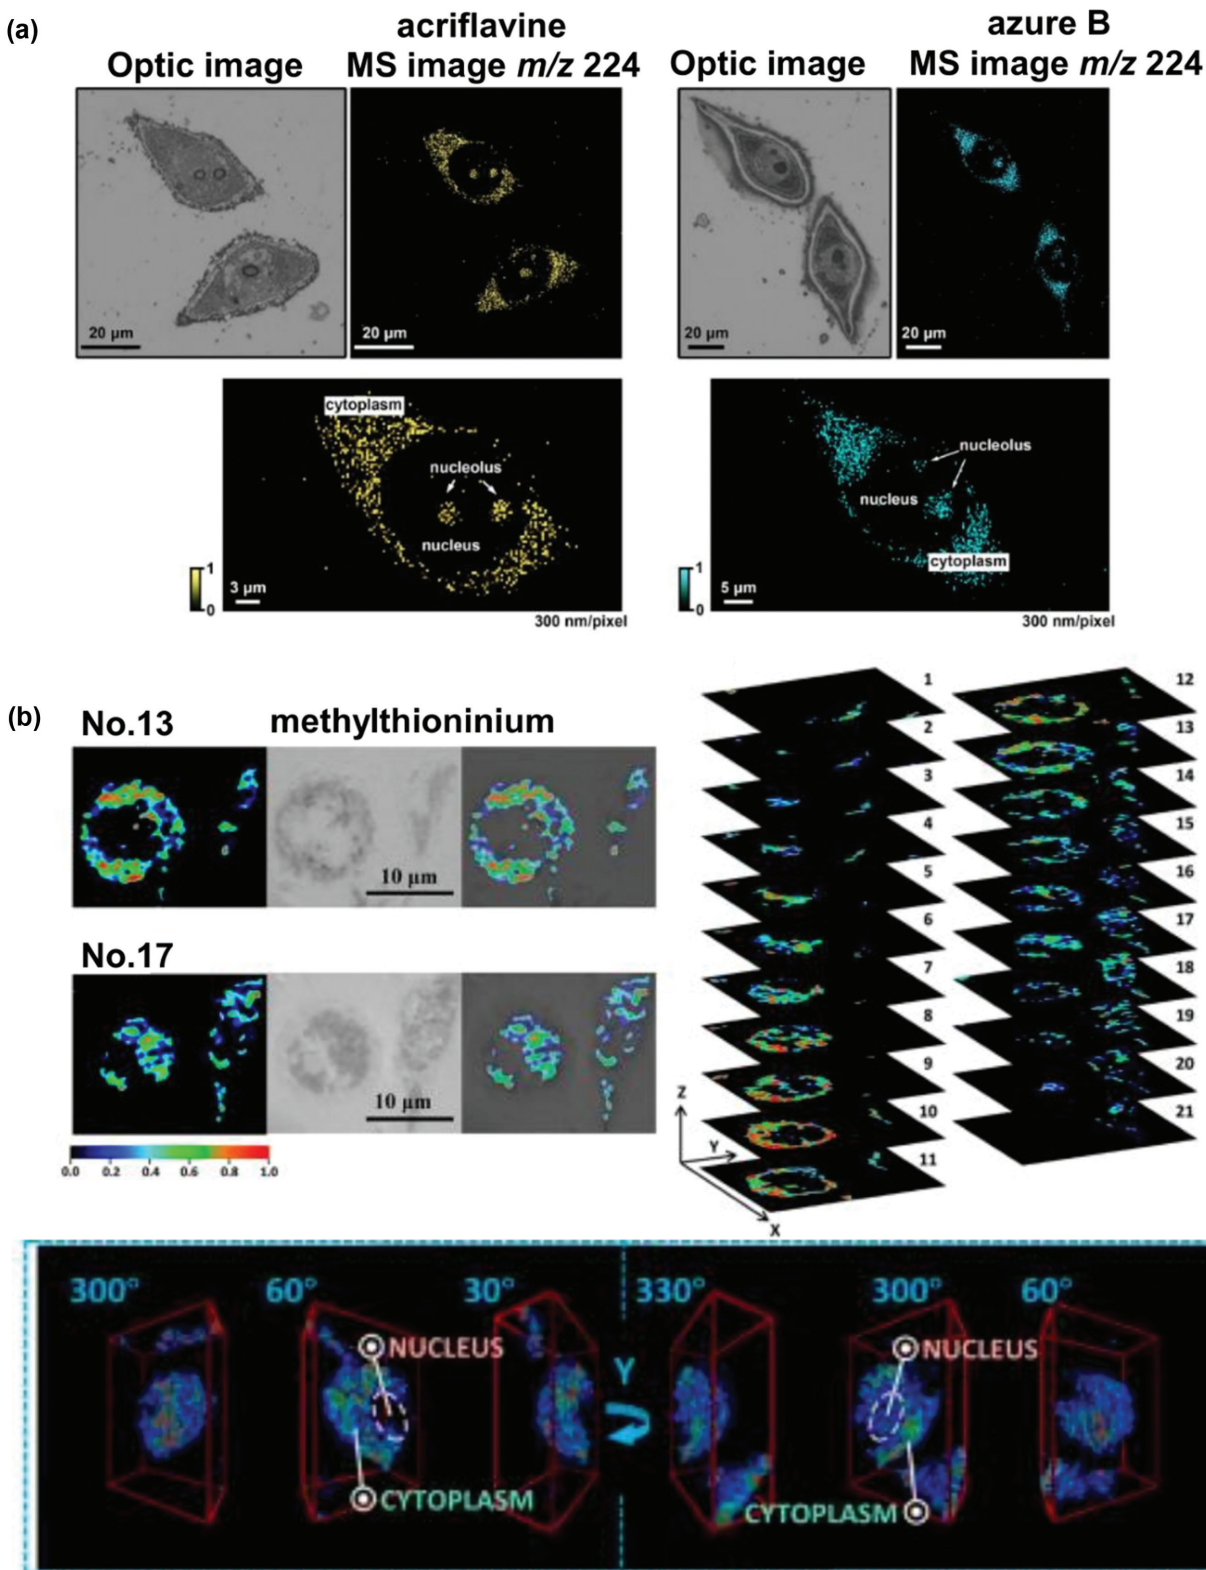 (a)
acriflavine
azure B
Optic image
MS image m/z 224
Optic image
MS image m/z 224
20 µm
20 µm
20 µm
20 µm
cytoplasm
nucleolus
nucleus
1
0
3 µm
300 nm/pixel
nucleolus
nucleus
cytoplasm
1
0
5 µm
300 nm/pixel
(b)
No.13
methylthioninium
10 µm
No.17
10 µm
0.0 0.2 0.4 0.6 0.8 1.0
1
2
3
4
5
6
7
8
9
10
11
Z
Y
X
12
13
14
15
16
17
18
19
20
21
300° 60° 30° 330° 300° 60°
NUCLEUS
NUCLEUS
Y
CYTOPLASM
CYTOPLASM